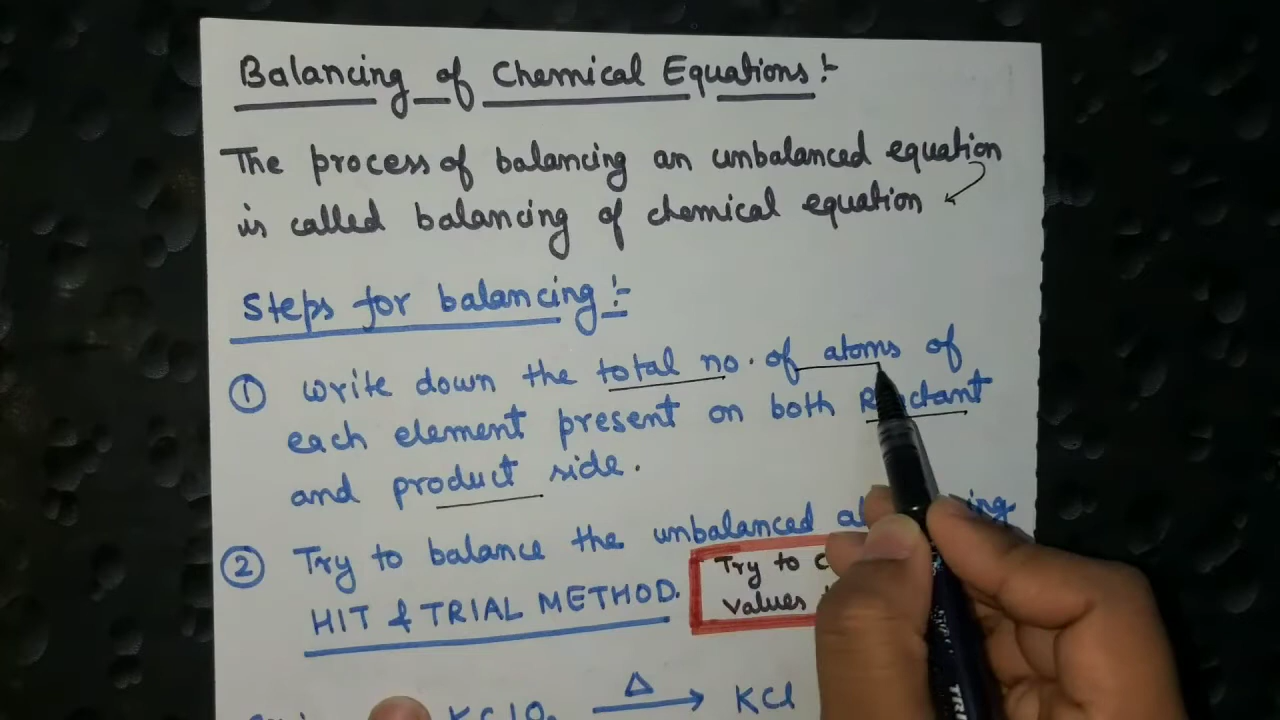 Balancing of Chemical Equations :-
The process of balancing an unbalanced equation
is called balancing of chemical equation
Steps for balancing :-
① Write down the total no. of atoms of
each element present on both
and product side.
② Try to balance the unbalanced
HIT & TRIAL METHOD.
Try to
values
Δ
KCl